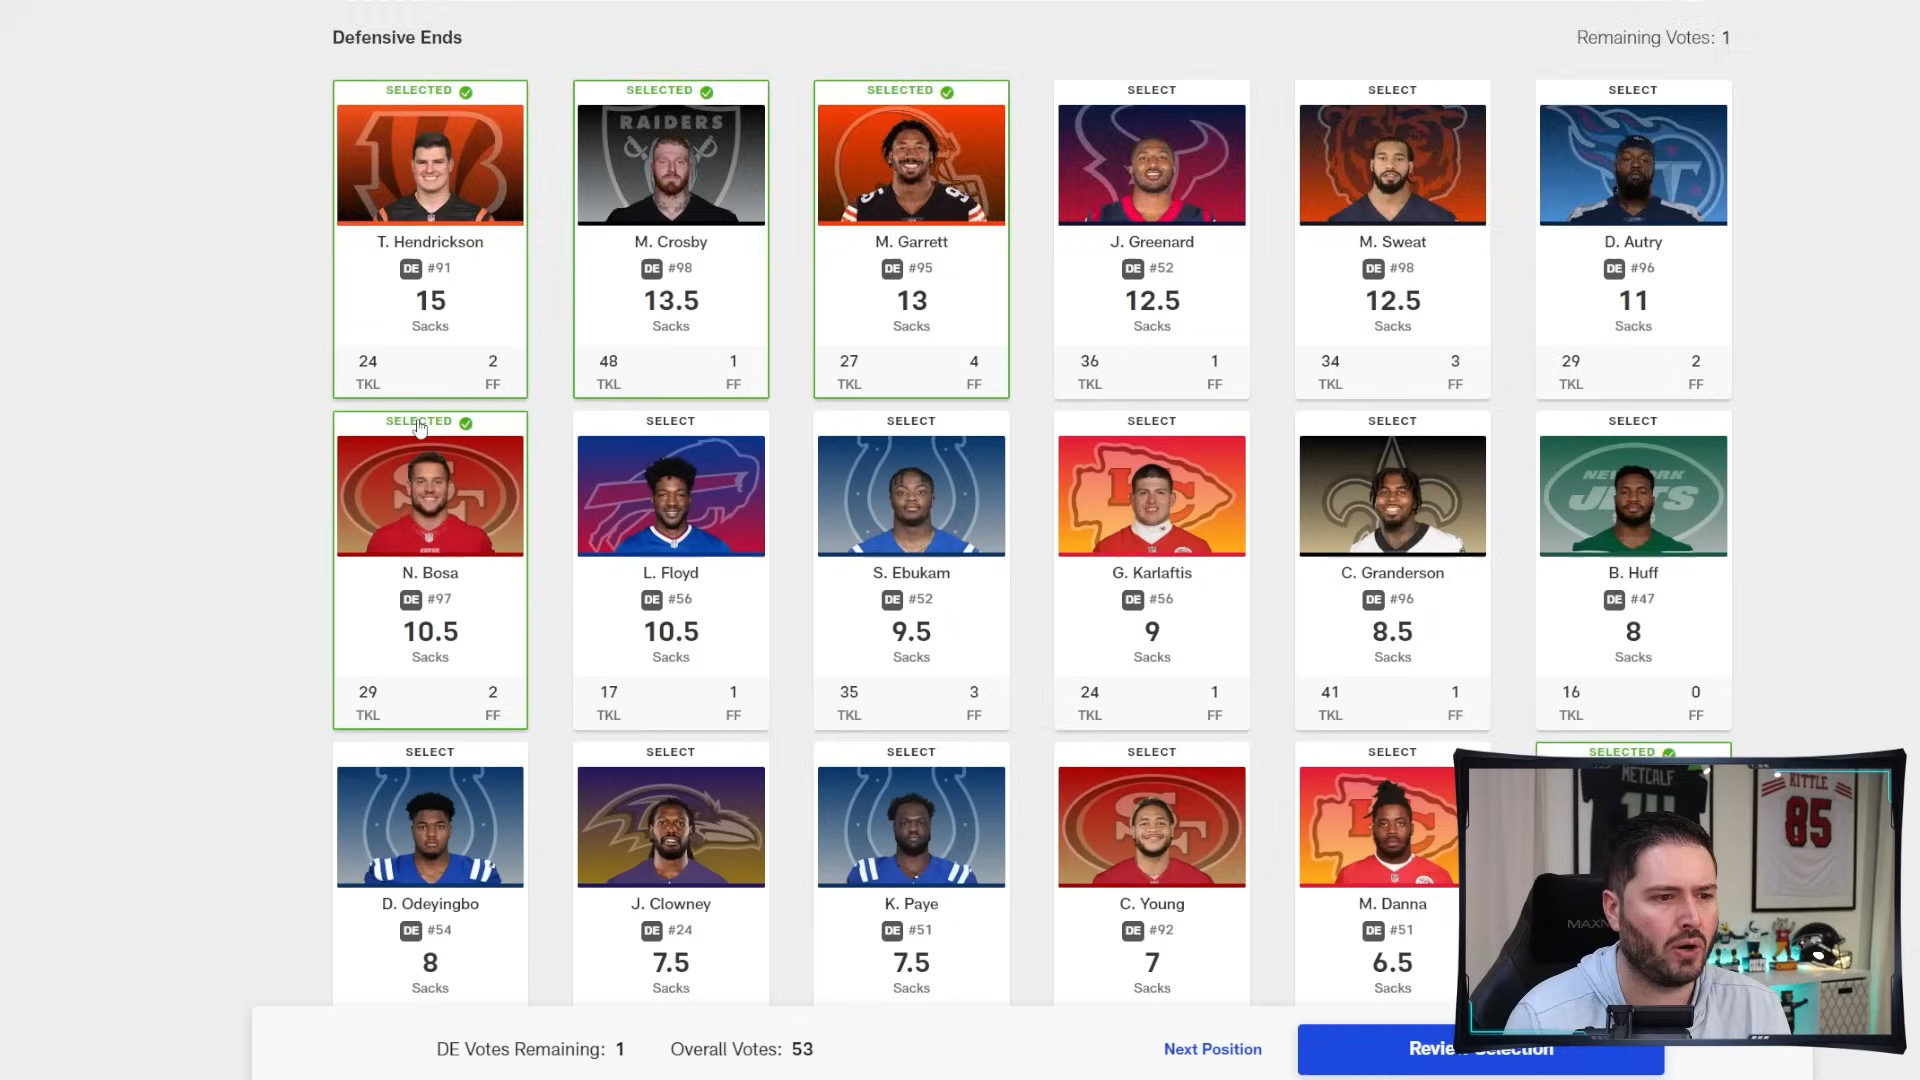 Defensive Ends
Remaining Votes: 1
SELECTED
SELECTED
SELECTED
SELECT
SELECT
SELECT
RAIDERS
T. Hendrickson
M. Crosby
M. Garrett
J. Greenard
M. Sweat
D. Autry
DE #91
DE #98
DE #95
DE #52
DE #98
DE #96
15
13.5
13
12.5
12.5
11
Sacks
Sacks
Sacks
Sacks
Sacks
Sacks
24 2
48 1
27 4
36 1
34 3
29 2
TKL FF
TKL FF
TKL FF
TKL FF
TKL FF
TKL FF
SELECTED
SELECT
SELECT
SELECT
SELECT
SELECT
SF
KC
NEW YORK
JETS
N. Bosa
L. Floyd
S. Ebukam
G. Karlaftis
C. Granderson
B. Huff
DE #97
DE #56
DE #52
DE #56
DE #96
DE #47
10.5
10.5
9.5
9
8.5
8
Sacks
Sacks
Sacks
Sacks
Sacks
Sacks
29 2
17 1
35 3
24 1
41 1
16 0
TKL FF
TKL FF
TKL FF
TKL FF
TKL FF
TKL FF
SELECT
SELECT
SELECT
SELECT
SELECT
SELECTED
SF
METCALF
KITTLE
85
D. Odeyingbo
J. Clowney
K. Paye
C. Young
M. Danna
DE #54
DE #24
DE #51
DE #92
DE #51
8
7.5
7.5
7
6.5
Sacks
Sacks
Sacks
Sacks
Sacks
DE Votes Remaining: 1
Overall Votes: 53
Next Position